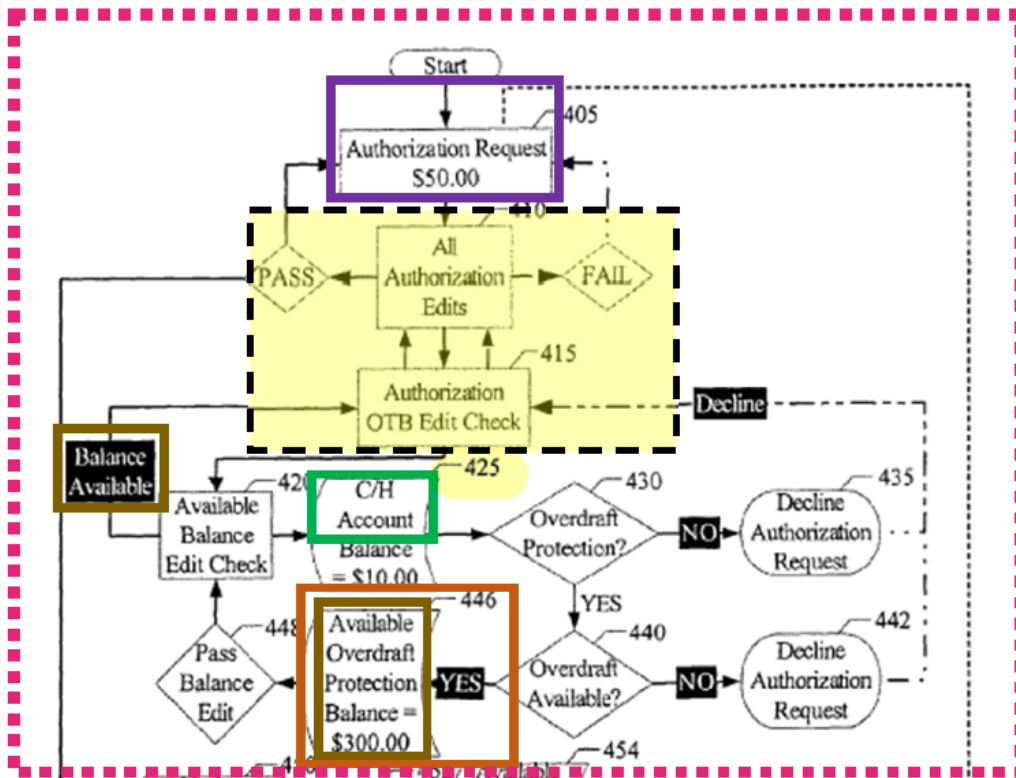 Start
405
Authorization Request
$50.00
410
All
Authorization
Edits
PASS
FAIL
415
Authorization
OTB Edit Check
Decline
Balance
Available
420
Available
Balance
Edit Check
425
C/H
Account
Balance
= $10.00
430
Overdraft
Protection?
NO
435
Decline
Authorization
Request
YES
446
Available
Overdraft
Protection
Balance =
$300.00
448
Pass
Balance
Edit
YES
440
Overdraft
Available?
NO
442
Decline
Authorization
Request
454